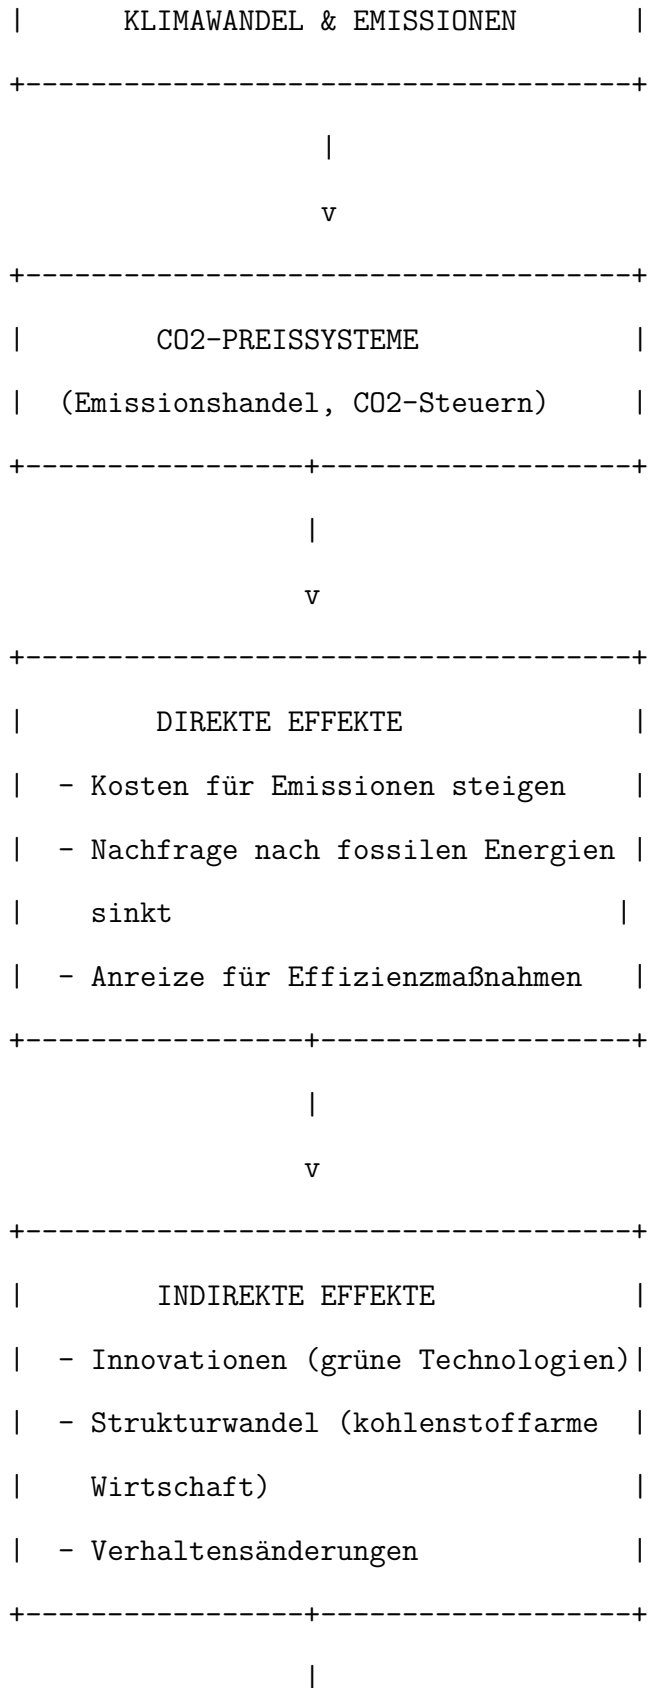 |      KLIMAWANDEL & EMISSIONEN       |
+-------------------------------------+
                   |
                   v
+-------------------------------------+
|        CO2-PREISSYSTEME             |
|  (Emissionshandel, CO2-Steuern)     |
+-----------------+-------------------+
                  |
                  v
+-------------------------------------+
|        DIREKTE EFFEKTE              |
|  - Kosten für Emissionen steigen    |
|  - Nachfrage nach fossilen Energien |
|    sinkt                           |
|  - Anreize für Effizienzmaßnahmen   |
+-----------------+-------------------+
                  |
                  v
+-------------------------------------+
|        INDIREKTE EFFEKTE            |
|  - Innovationen (grüne Technologien)|
|  - Strukturwandel (kohlenstoffarme  |
|    Wirtschaft)                      |
|  - Verhaltensänderungen             |
+-----------------+-------------------+
                  |